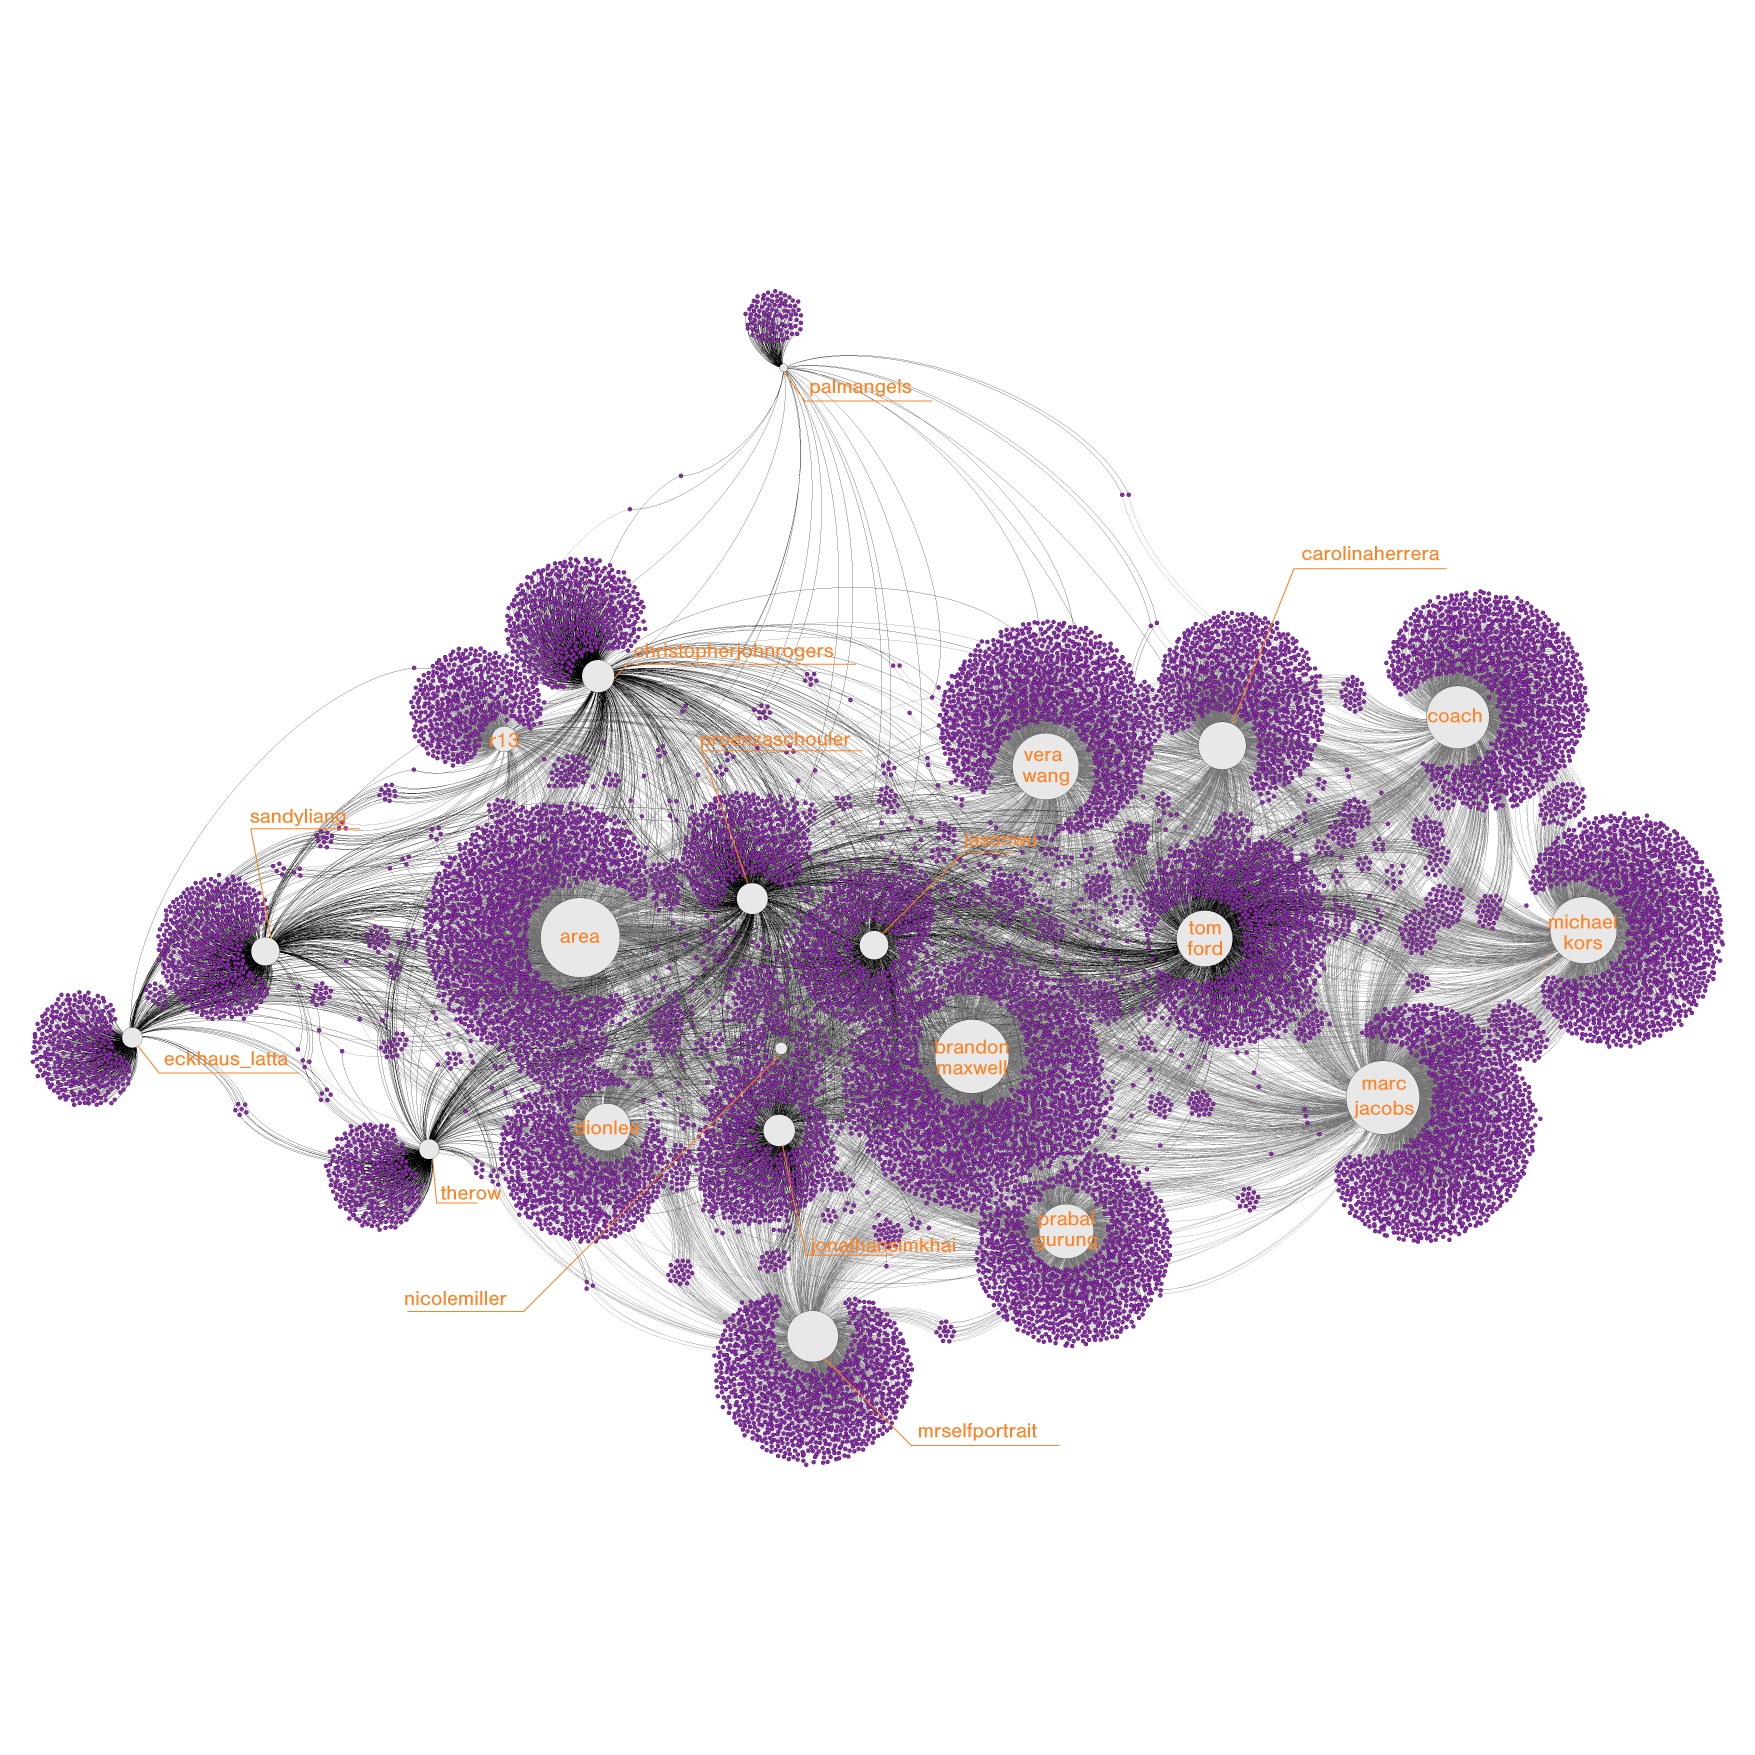 palmangels
carolinaherrera
christopherjohnrogers
coach
r13
proenzaschouler
vera
wang
sandyliang
jasonwu
area
tom
ford
michael
kors
eckhaus_latta
brandon
maxwell
marc
jacobs
dionlee
therow
prabal
gurung
jonathansimkhai
nicolemiller
mrselfportrait